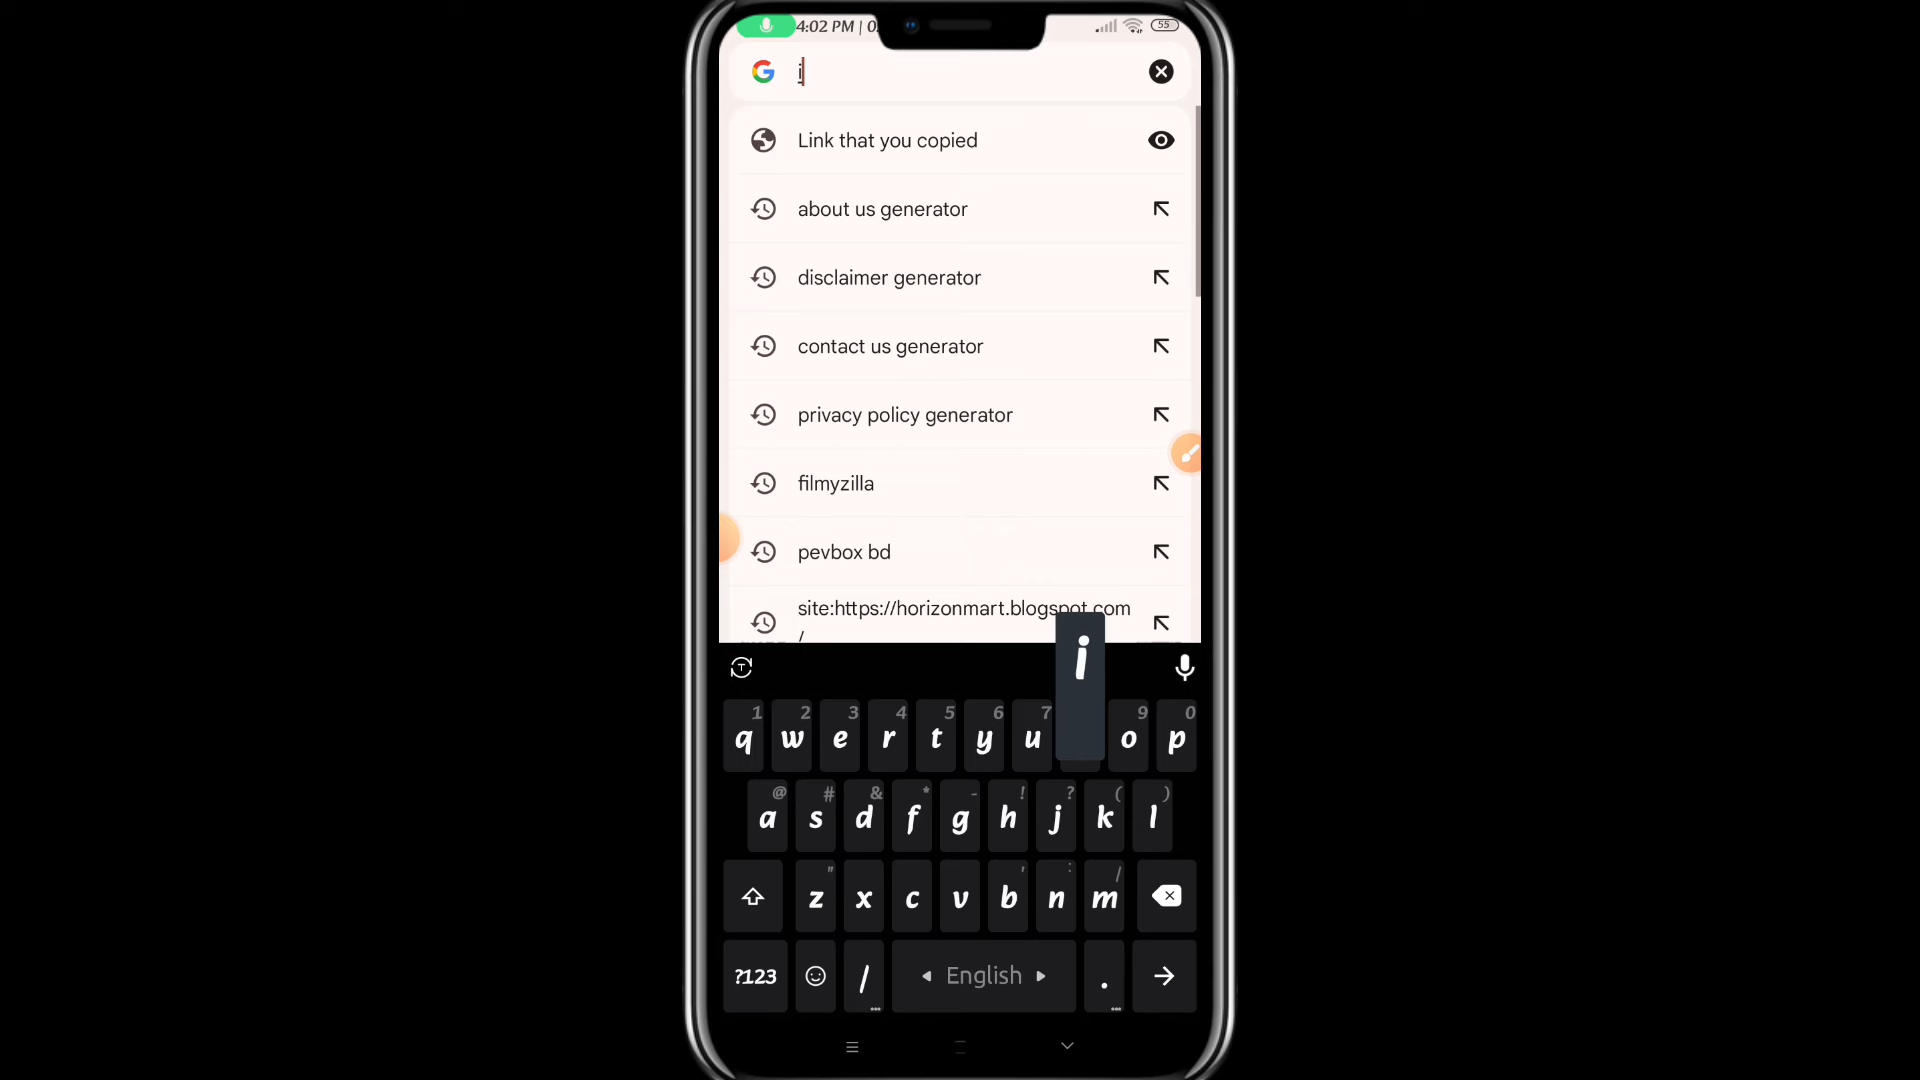 4:02 PM | 0
55
i
Link that you copied
about us generator
disclaimer generator
contact us generator
privacy policy generator
filmyzilla
pevbox bd
site:https://horizonmart.blogspot.com
/
i
1 2 3 4 5 6 7 9 0
q w e r t y u o p
@ # & * - ! ? ( )
a s d f g h j k l
" ' : /
z x c v b n m
?123 / English .